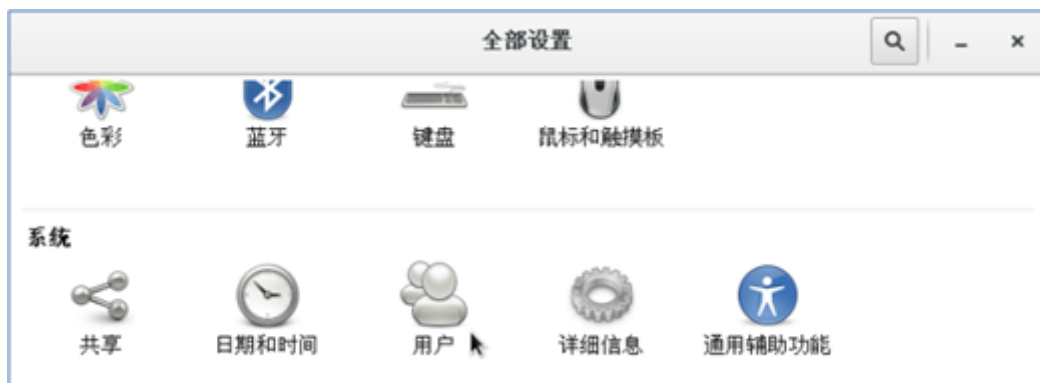 全部设置
色彩 蓝牙 键盘 鼠标和触摸板
系统
共享 日期和时间 用户 详细信息 通用辅助功能